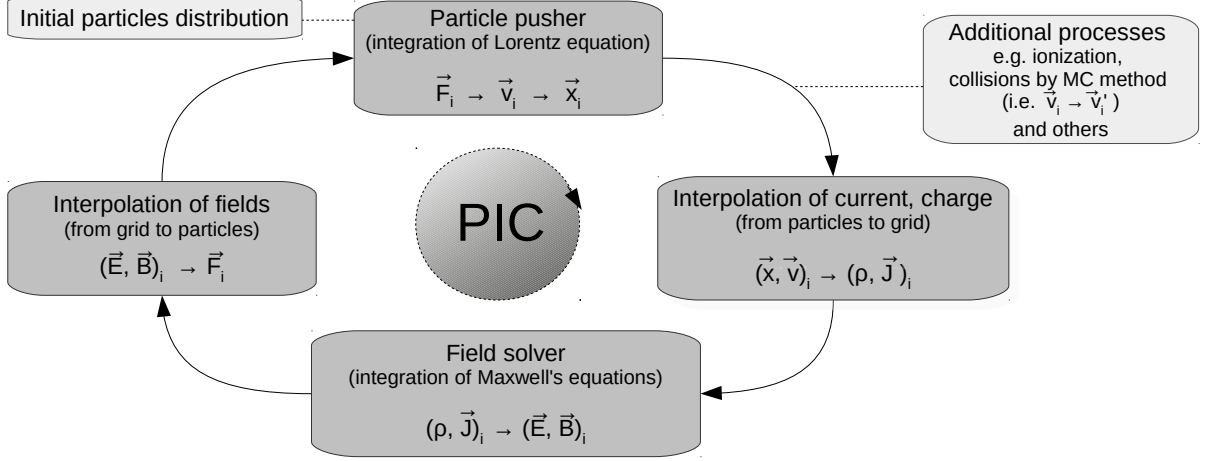 Initial particles distribution
Particle pusher
(integration of Lorentz equation)
F⃗ᵢ → v⃗ᵢ → x⃗ᵢ
Additional processes
e.g. ionization,
collisions by MC method
(i.e. v⃗ᵢ → v⃗ᵢ' )
and others
Interpolation of fields
(from grid to particles)
(E⃗, B⃗)ᵢ → F⃗ᵢ
PIC
Interpolation of current, charge
(from particles to grid)
(x⃗, v⃗)ᵢ → (ρ, J⃗ )ᵢ
Field solver
(integration of Maxwell's equations)
(ρ, J⃗)ᵢ → (E⃗, B⃗)ᵢ